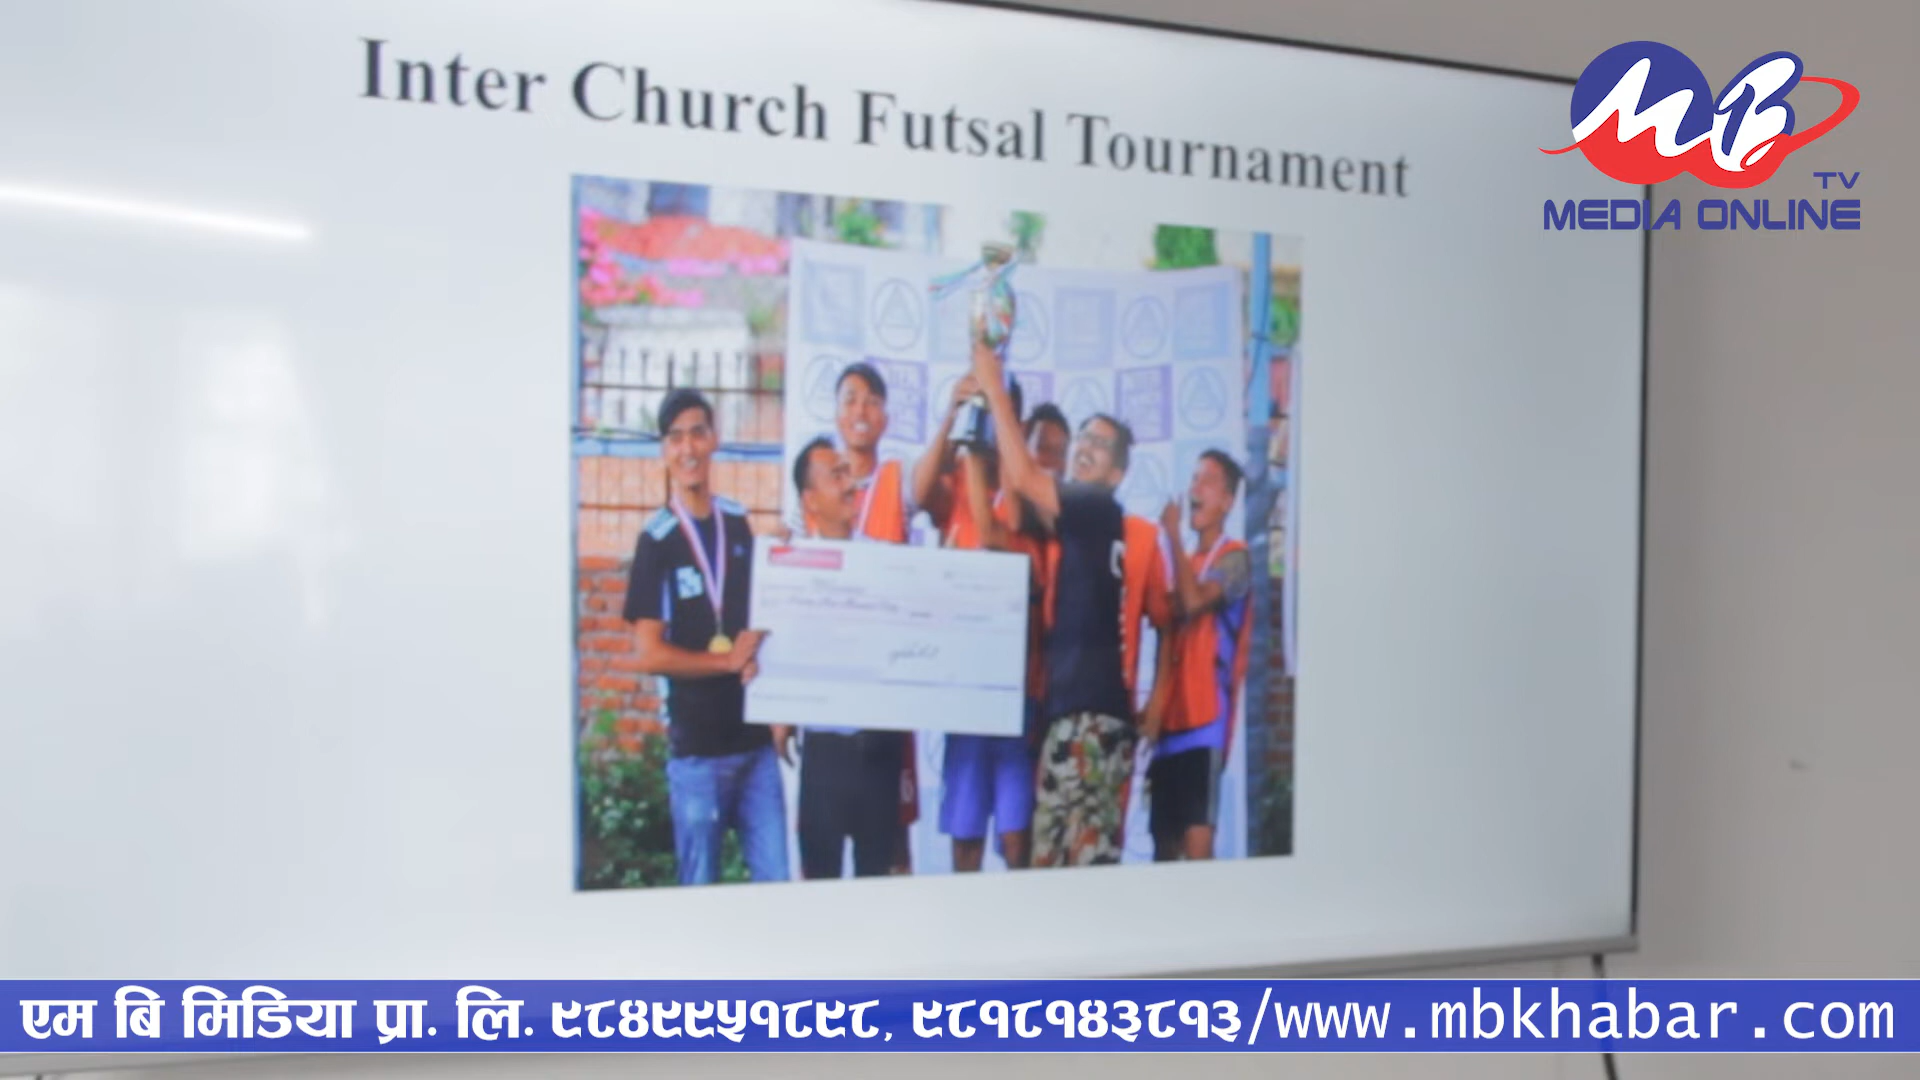 Inter Church Futsal Tournament
MB
TV
MEDIA ONLINE
एम बि मिडिया प्रा. लि. ९८४९९५१८९८, ९८१८१४३८१३/www.mbkhabar.com